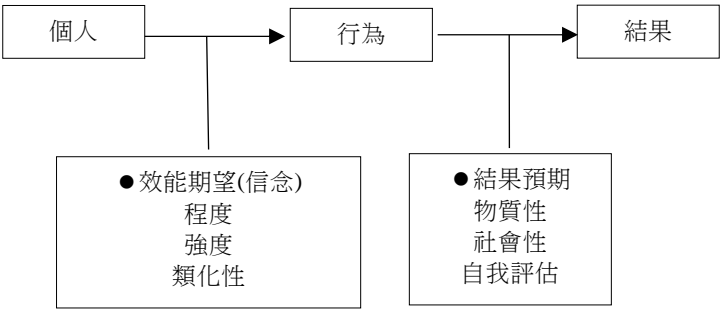 個人
行為
結果
●效能期望(信念)
程度
強度
類化性
●結果預期
物質性
社會性
自我評估